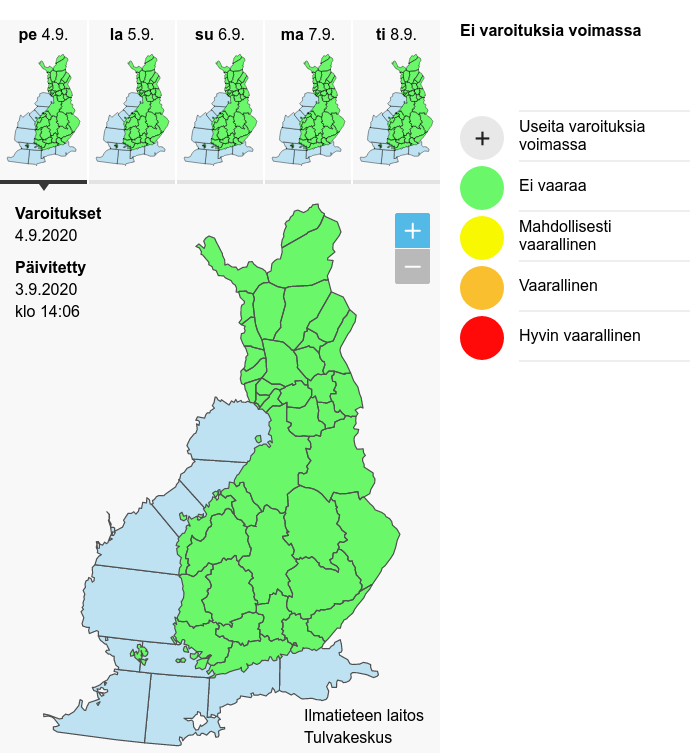 pe 4.9.
la 5.9.
su 6.9.
ma 7.9.
ti 8.9.
Varoitukset
4.9.2020
Päivitetty
3.9.2020
klo 14:06
+
−
Ilmatieteen laitos
Tulvakeskus
Ei varoituksia voimassa
+
Useita varoituksia
voimassa
Ei vaaraa
Mahdollisesti
vaarallinen
Vaarallinen
Hyvin vaarallinen